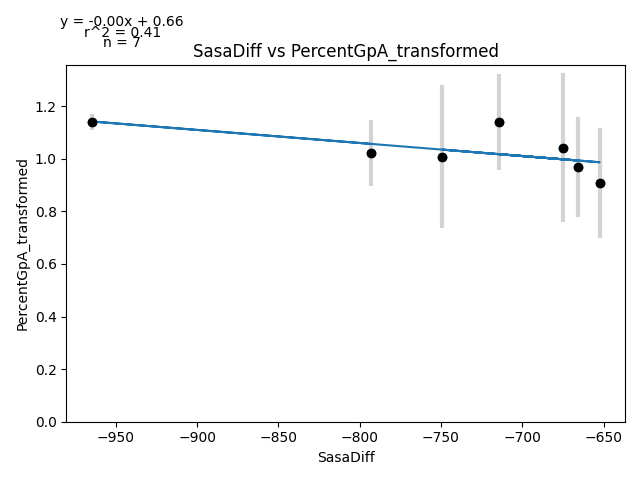 y = -0.00x + 0.66
r^2 = 0.41
n = 7
SasaDiff vs PercentGpA_transformed
PercentGpA_transformed
1.2
1.0
0.8
0.6
0.4
0.2
0.0
−950 −900 −850 −800 −750 −700 −650
SasaDiff